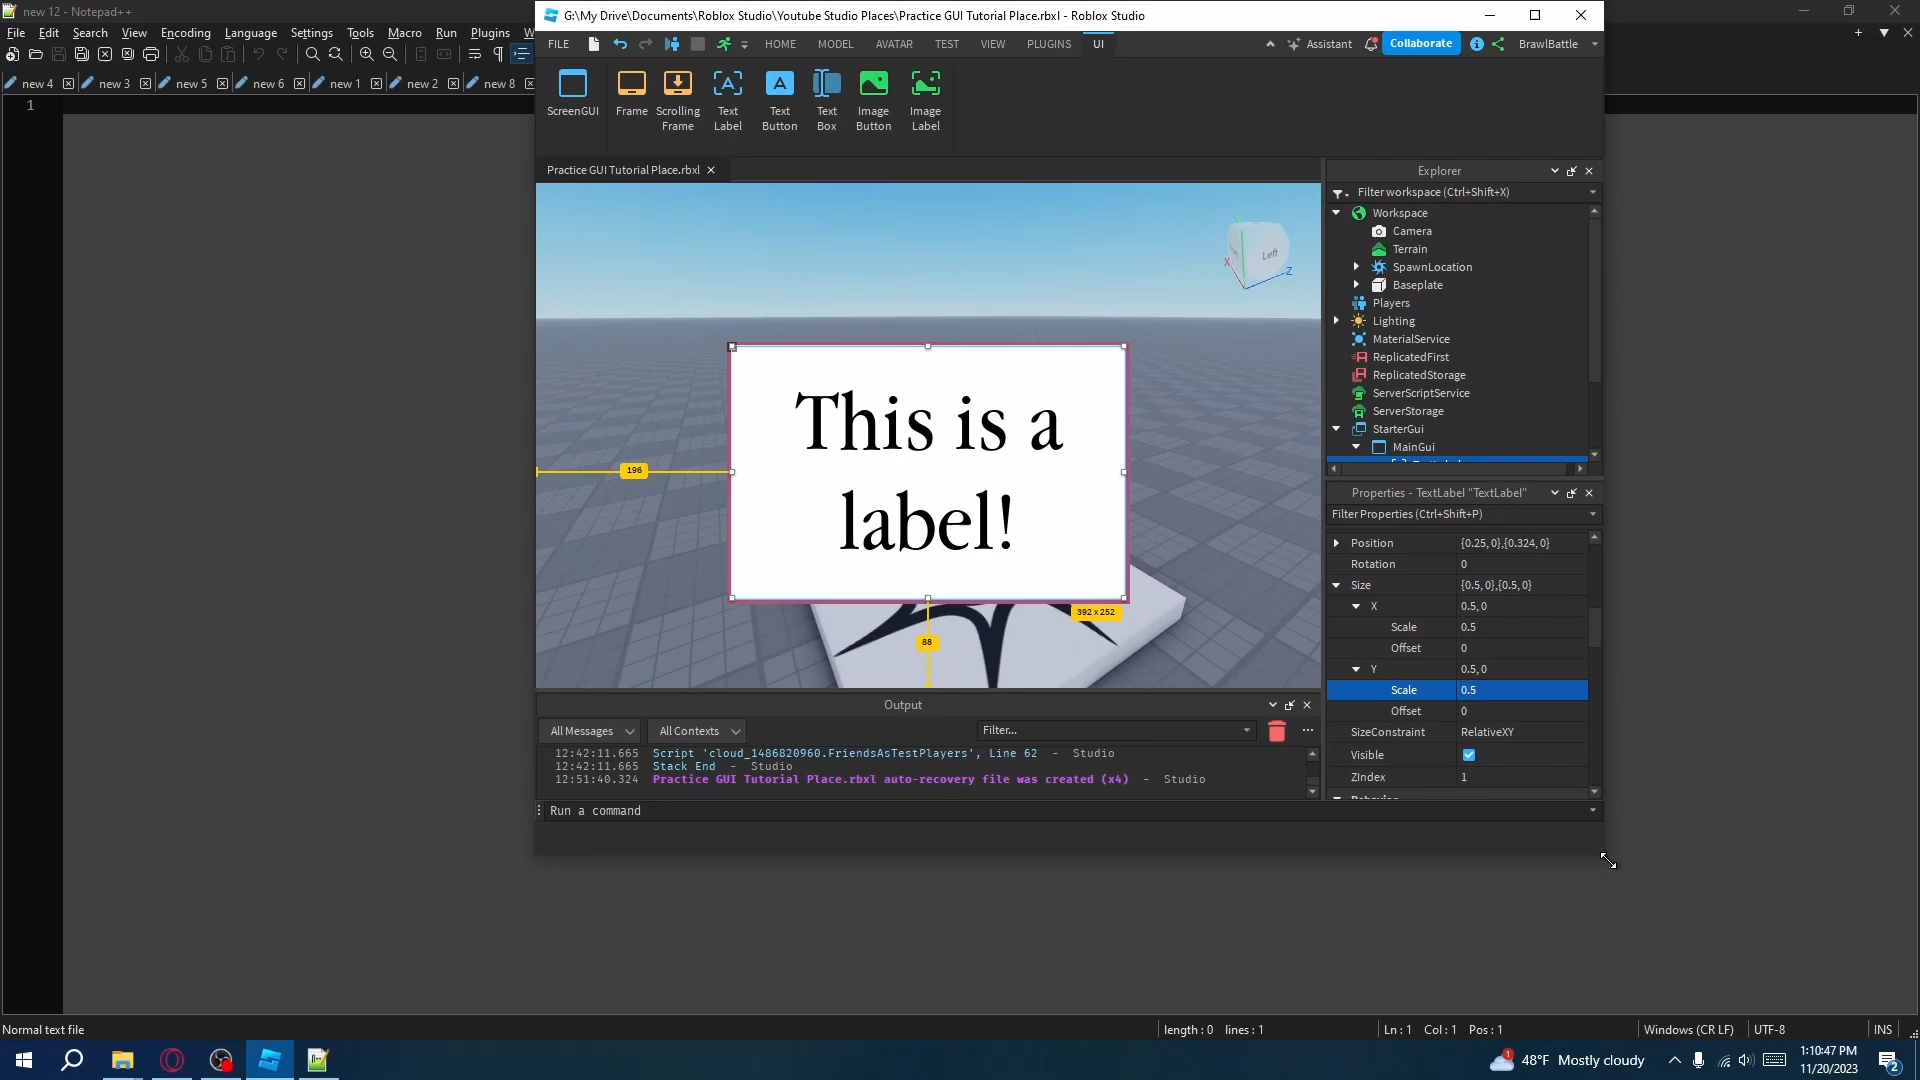 new 12 - Notepad++
File Edit Search View Encoding Language Settings Tools Macro Run Plugins W
new 4 new 3 new 5 new 6 new 1 new 2 new 8
1
G:\My Drive\Documents\Roblox Studio\Youtube Studio Places\Practice GUI Tutorial Place.rbxl - Roblox Studio
FILE HOME MODEL AVATAR TEST VIEW PLUGINS UI Assistant Collaborate BrawlBattle
ScreenGUI Frame Scrolling Frame Text Label Text Button Text Box Image Button Image Label
Practice GUI Tutorial Place.rbxl
Left
X
Z
This is a
label!
196
392 x 252
88
Explorer
Filter workspace (Ctrl+Shift+X)
Workspace
Camera
Terrain
SpawnLocation
Baseplate
Players
Lighting
MaterialService
ReplicatedFirst
ReplicatedStorage
ServerScriptService
ServerStorage
StarterGui
MainGui
Properties - TextLabel "TextLabel"
Filter Properties (Ctrl+Shift+P)
Position {0.25, 0},{0.324, 0}
Rotation 0
Size {0.5, 0},{0.5, 0}
X 0.5, 0
Scale 0.5
Offset 0
Y 0.5, 0
Scale 0.5
Offset 0
SizeConstraint RelativeXY
Visible
ZIndex 1
Output
All Messages All Contexts Filter...
12:42:11.665 Script 'cloud_1486820960.FriendsAsTestPlayers', Line 62 - Studio
12:42:11.665 Stack End - Studio
12:51:40.324 Practice GUI Tutorial Place.rbxl auto-recovery file was created (x4) - Studio
Run a command
Normal text file length : 0 lines : 1 Ln : 1 Col : 1 Pos : 1 Windows (CR LF) UTF-8 INS
48°F Mostly cloudy
1:10:47 PM
11/20/2023